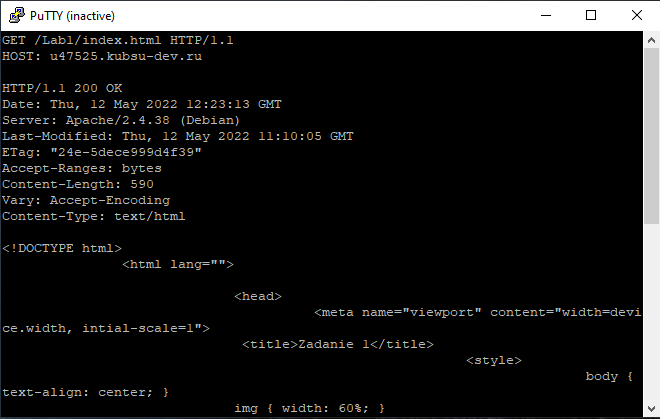 PuTTY (inactive)
GET /Lab1/index.html HTTP/1.1
HOST: u47525.kubsu-dev.ru
HTTP/1.1 200 OK
Date: Thu, 12 May 2022 12:23:13 GMT
Server: Apache/2.4.38 (Debian)
Last-Modified: Thu, 12 May 2022 11:10:05 GMT
ETag: "24e-5dece999d4f39"
Accept-Ranges: bytes
Content-Length: 590
Vary: Accept-Encoding
Content-Type: text/html
<!DOCTYPE html>
<html lang="">
<head>
<meta name="viewport" content="width=devi
ce.width, intial-scale=1">
<title>Zadanie 1</title>
<style>
body {
text-align: center; }
img { width: 60%; }